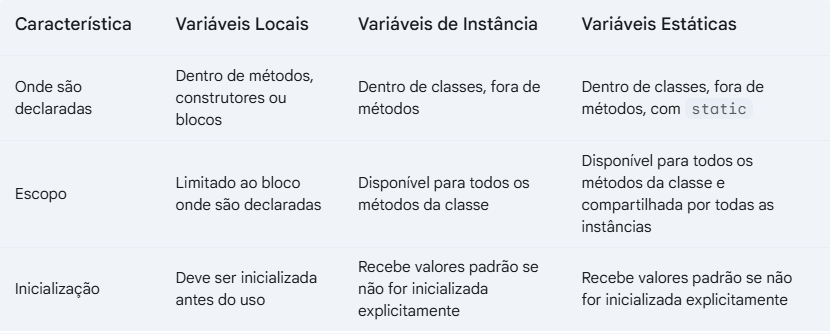 Característica
Variáveis Locais
Variáveis de Instância
Variáveis Estáticas
Onde são
declaradas
Dentro de métodos,
construtores ou
blocos
Dentro de classes, fora de
métodos
Dentro de classes, fora de
métodos, com static
Escopo
Limitado ao bloco
onde são declaradas
Disponível para todos os
métodos da classe
Disponível para todos os
métodos da classe e
compartilhada por todas as
instâncias
Inicialização
Deve ser inicializada
antes do uso
Recebe valores padrão se
não for inicializada
explicitamente
Recebe valores padrão se não
for inicializada explicitamente